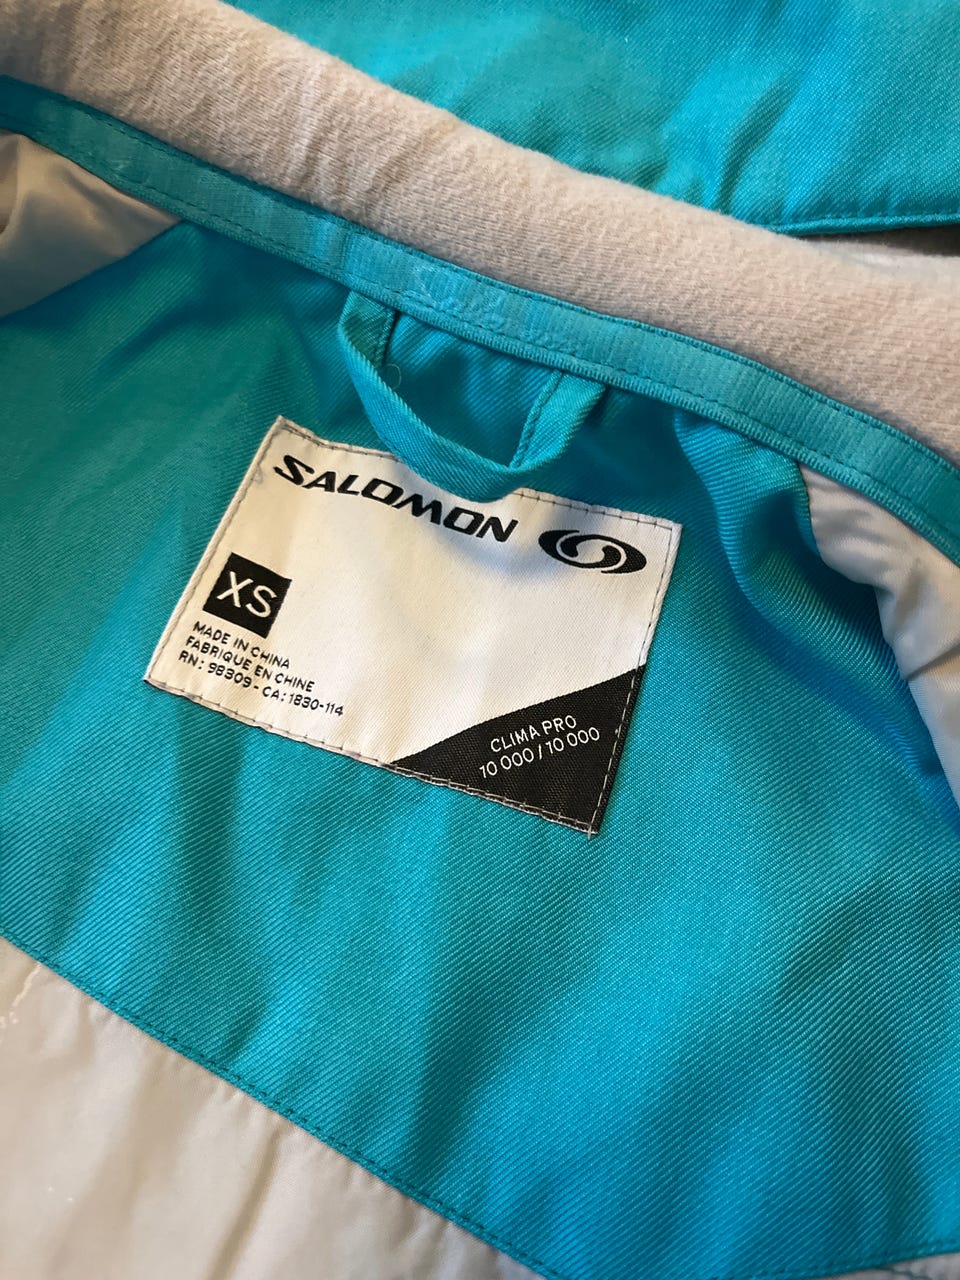 SALOMON
XS
MADE IN CHINA
FABRIQUE EN CHINE
RN: 98309 - CA: 1830-114
CLIMA PRO
10 000 / 10 000